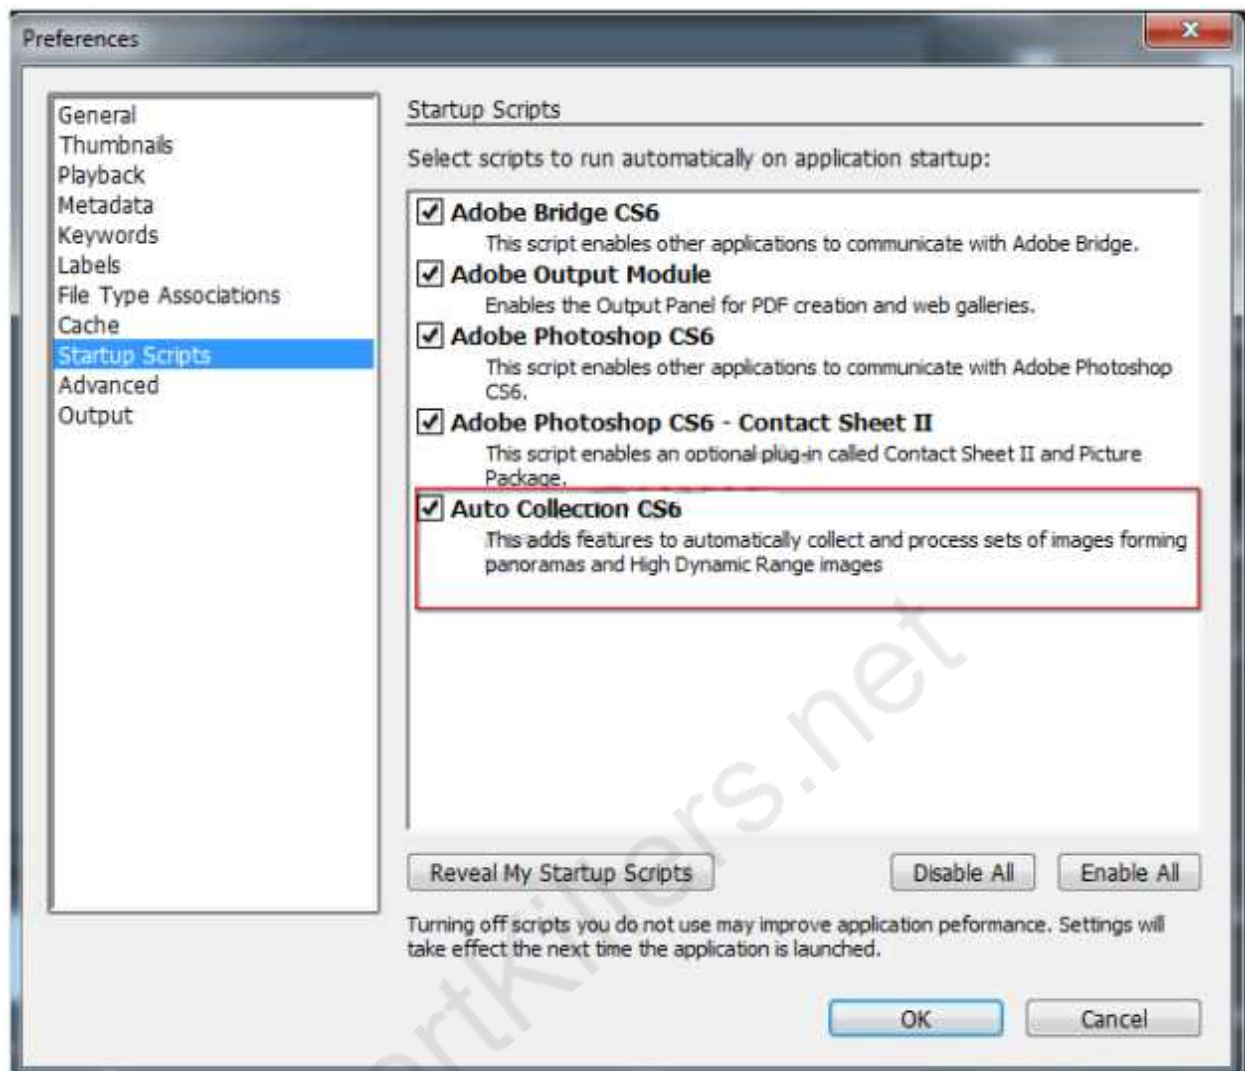 Preferences
x
General
Thumbnails
Playback
Metadata
Keywords
Labels
File Type Associations
Cache
Startup Scripts
Advanced
Output
Startup Scripts
Select scripts to run automatically on application startup:
Adobe Bridge CS6
This script enables other applications to communicate with Adobe Bridge.
Adobe Output Module
Enables the Output Panel for PDF creation and web galleries.
Adobe Photoshop CS6
This script enables other applications to communicate with Adobe Photoshop
CS6.
Adobe Photoshop CS6 - Contact Sheet II
This script enables an optional plug-in called Contact Sheet II and Picture
Package.
Auto Collection CS6
This adds features to automatically collect and process sets of images forming
panoramas and High Dynamic Range images
Reveal My Startup Scripts
Disable All
Enable All
Turning off scripts you do not use may improve application peformance. Settings will
take effect the next time the application is launched.
OK
Cancel
ertkillers.net